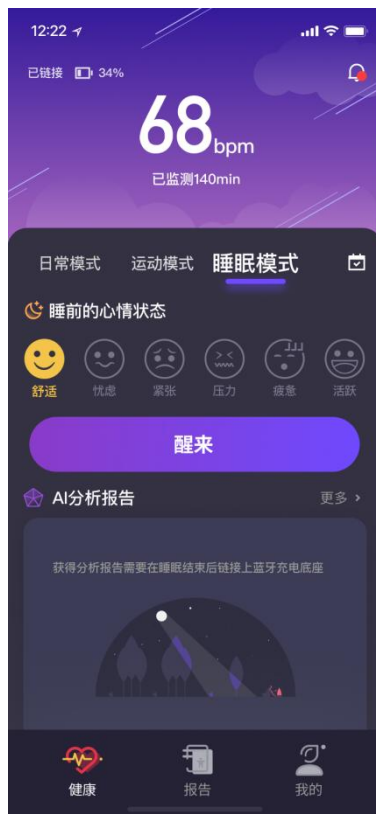 12:22
已链接 34%
68 bpm
已监测140min
日常模式 运动模式 睡眠模式
睡前的心情状态
舒适 忧虑 紧张 压力 疲惫 活跃
醒来
AI分析报告 更多
获得分析报告需要在睡眠结束后链接上蓝牙充电底座
健康 报告 我的